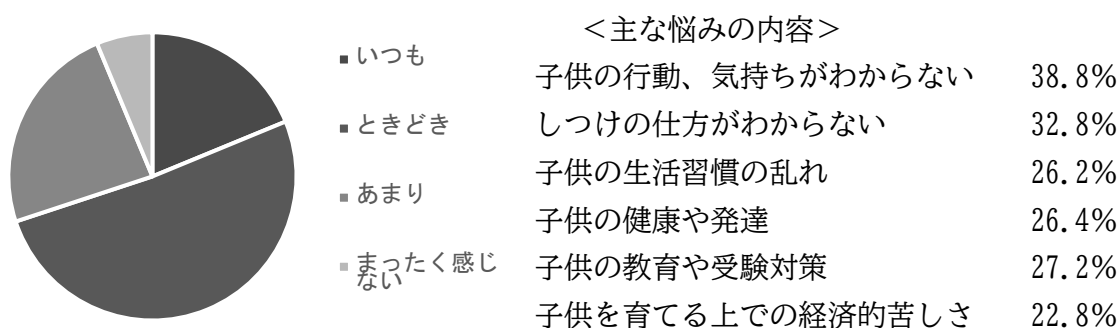 いつも
ときどき
あまり
まったく感じ
ない
＜主な悩みの内容＞
子供の行動、気持ちがわからない 38.8%
しつけの仕方がわからない 32.8%
子供の生活習慣の乱れ 26.2%
子供の健康や発達 26.4%
子供の教育や受験対策 27.2%
子供を育てる上での経済的苦しさ 22.8%